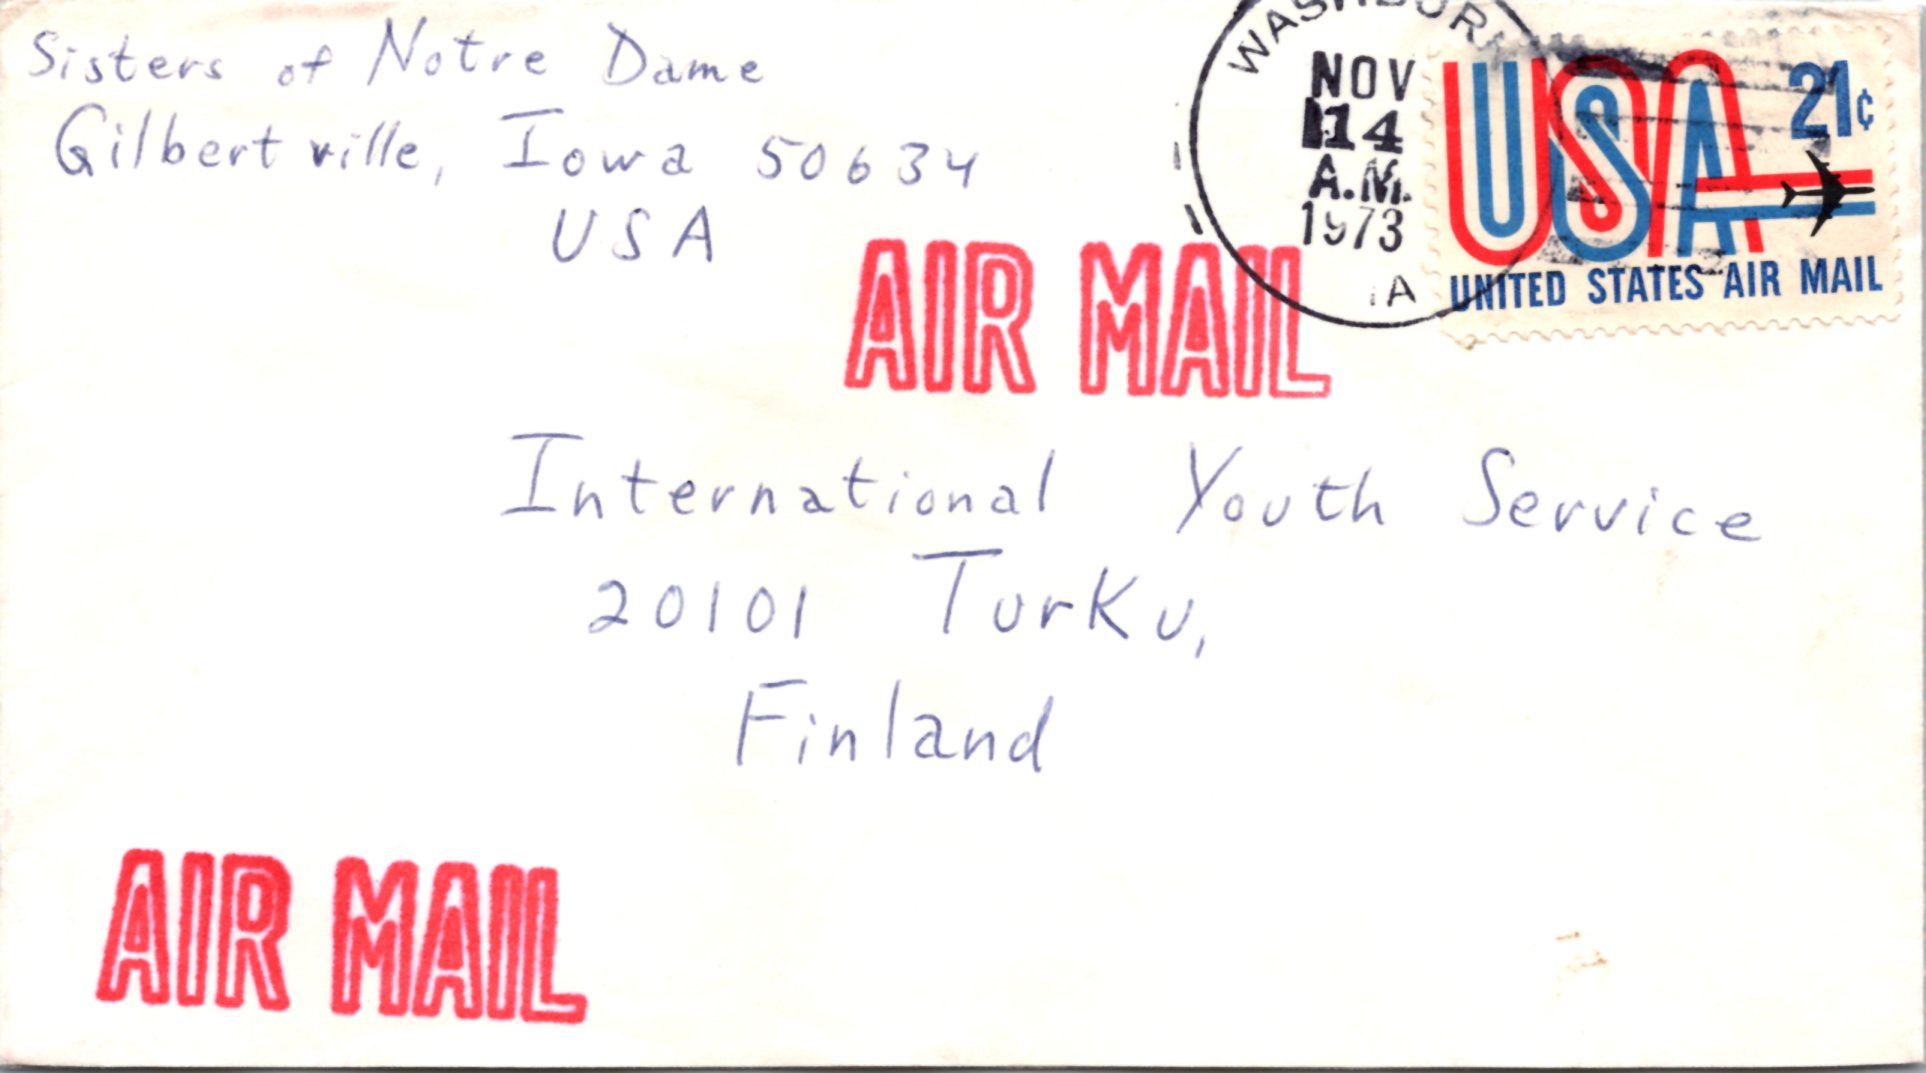 Sisters of Notre Dame
Gilbertville, Iowa 50634
USA
WASHBURN
NOV
14
A.M.
1973
IA
USA 21¢
UNITED STATES AIR MAIL
AIR MAIL
International Youth Service
20101 Turku,
Finland
AIR MAIL